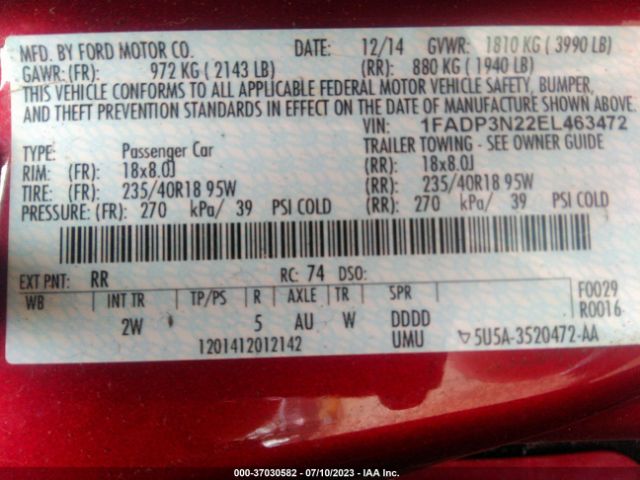 MFD. BY FORD MOTOR CO. DATE: 12/14 GVWR: 1810 KG ( 3990 LB)
GAWR: (FR): 972 KG ( 2143 LB) (RR): 880 KG ( 1940 LB)
THIS VEHICLE CONFORMS TO ALL APPLICABLE FEDERAL MOTOR VEHICLE SAFETY, BUMPER,
AND THEFT PREVENTION STANDARDS IN EFFECT ON THE DATE OF MANUFACTURE SHOWN ABOVE.
VIN: 1FADP3N22EL463472
TYPE: Passenger Car TRAILER TOWING - SEE OWNER GUIDE
RIM: (FR): 18x8.0J (RR): 18x8.0J
TIRE: (FR): 235/40R18 95W (RR): 235/40R18 95W
PRESSURE: (FR): 270 kPa/ 39 PSI COLD (RR): 270 kPa/ 39 PSI COLD
EXT PNT: RR RC: 74 DSO:
WB INT TR TP/PS R AXLE TR SPR F0029
2W 5 AU W DDDD R0016
1201412012142 UMU 5U5A-3520472-AA
000-37030582 / 07/10/2023 - IAA Inc.